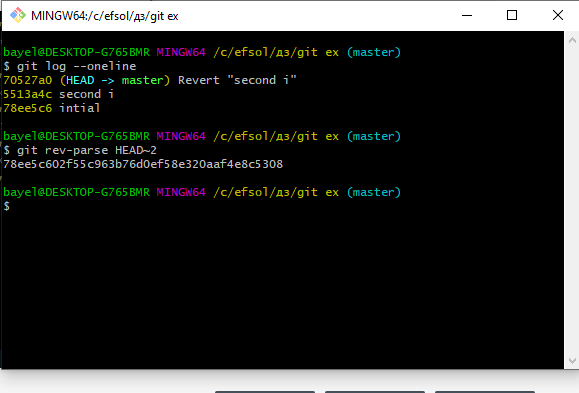 MINGW64:/c/efsol/дз/git ex
bayel@DESKTOP-G765BMR MINGW64 /c/efsol/дз/git ex (master)
$ git log --oneline
70527a0 (HEAD -> master) Revert "second i"
5513a4c second i
78ee5c6 intial
bayel@DESKTOP-G765BMR MINGW64 /c/efsol/дз/git ex (master)
$ git rev-parse HEAD~2
78ee5c602f55c963b76d0ef58e320aaf4e8c5308
bayel@DESKTOP-G765BMR MINGW64 /c/efsol/дз/git ex (master)
$